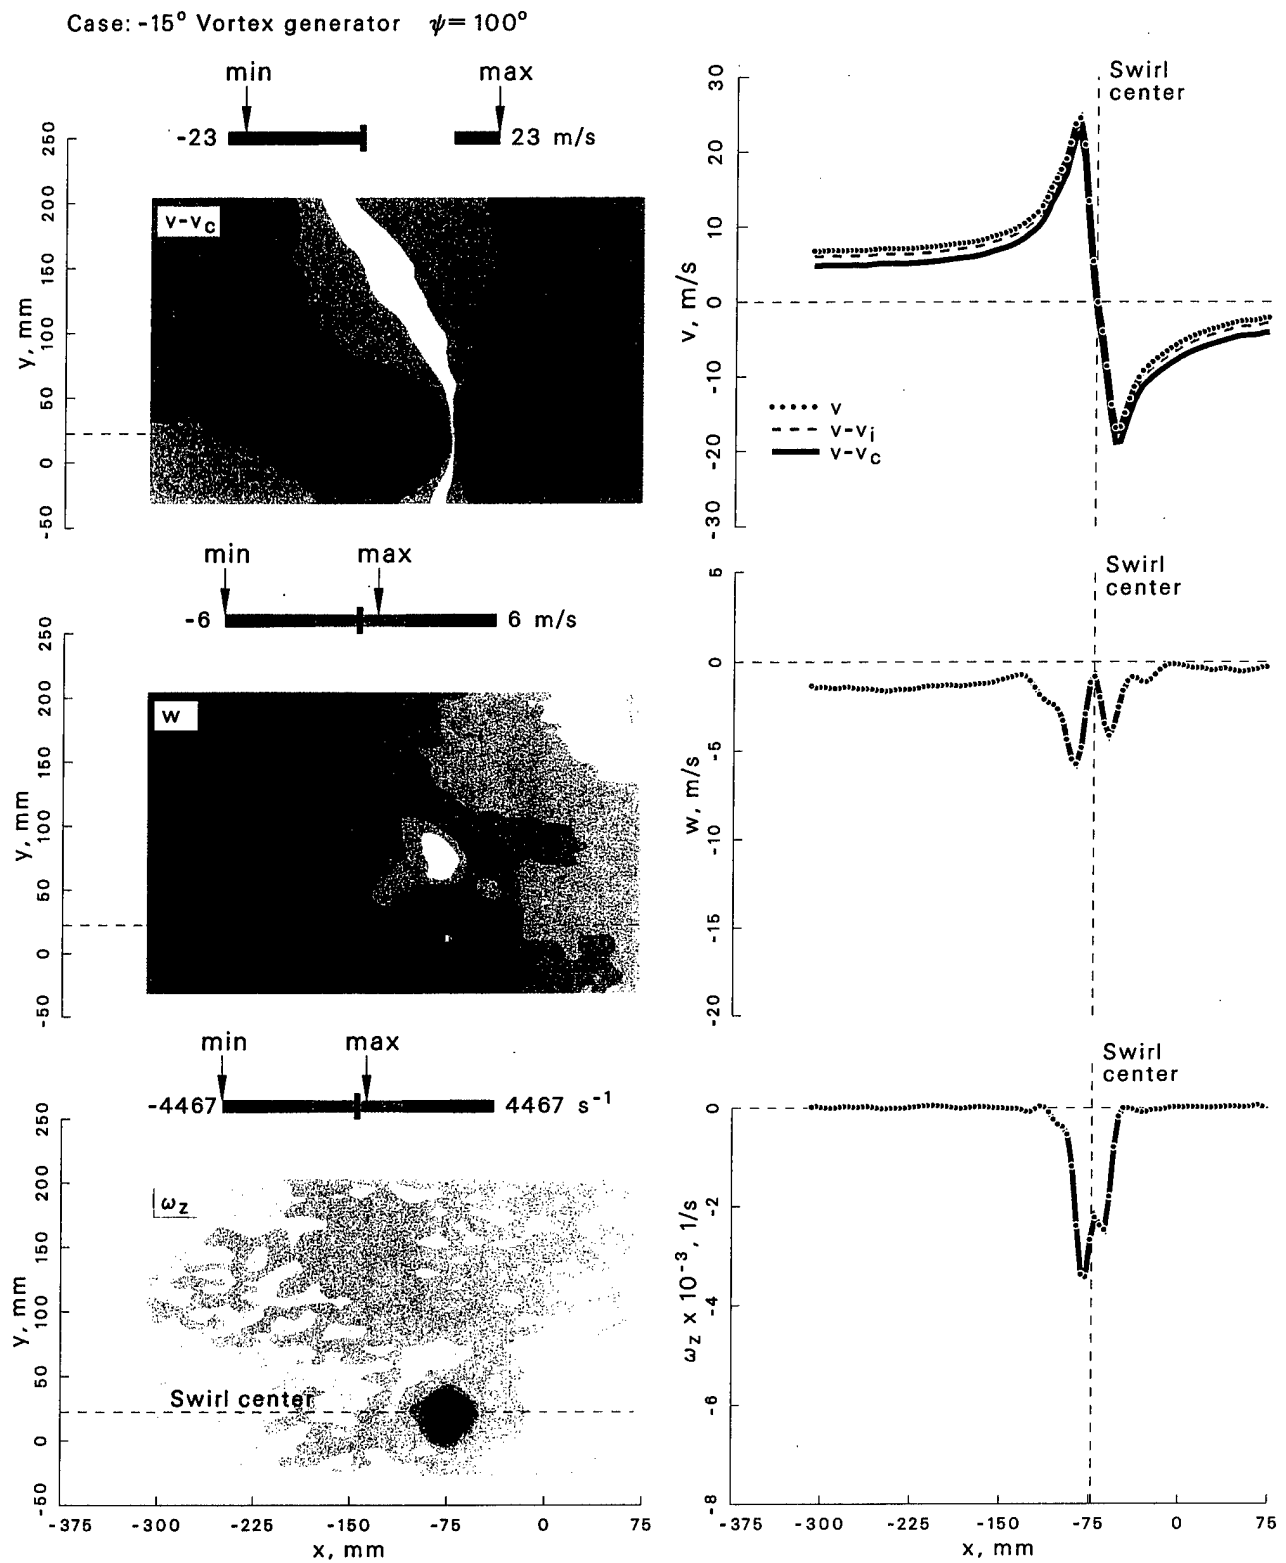 Case: -15° Vortex generator ψ= 100°
min
max
-23
23 m/s
250
200
150
100
50
0
-50
y, mm
v-vc
30
20
10
0
-10
-20
-30
v, m/s
Swirl
center
v
v-vi
v-vc
min
max
-6
6 m/s
250
200
150
100
50
0
-50
y, mm
w
5
0
-5
-10
-15
-20
w, m/s
Swirl
center
min
max
-4467
4467 s⁻¹
250
200
150
100
50
0
-50
y, mm
ωz
Swirl center
-375 -300 -225 -150 -75 0 75
x, mm
0
-2
-4
-6
-8
ωz x 10⁻³, 1/s
Swirl
center
-375 -300 -225 -150 -75 0 75
x, mm